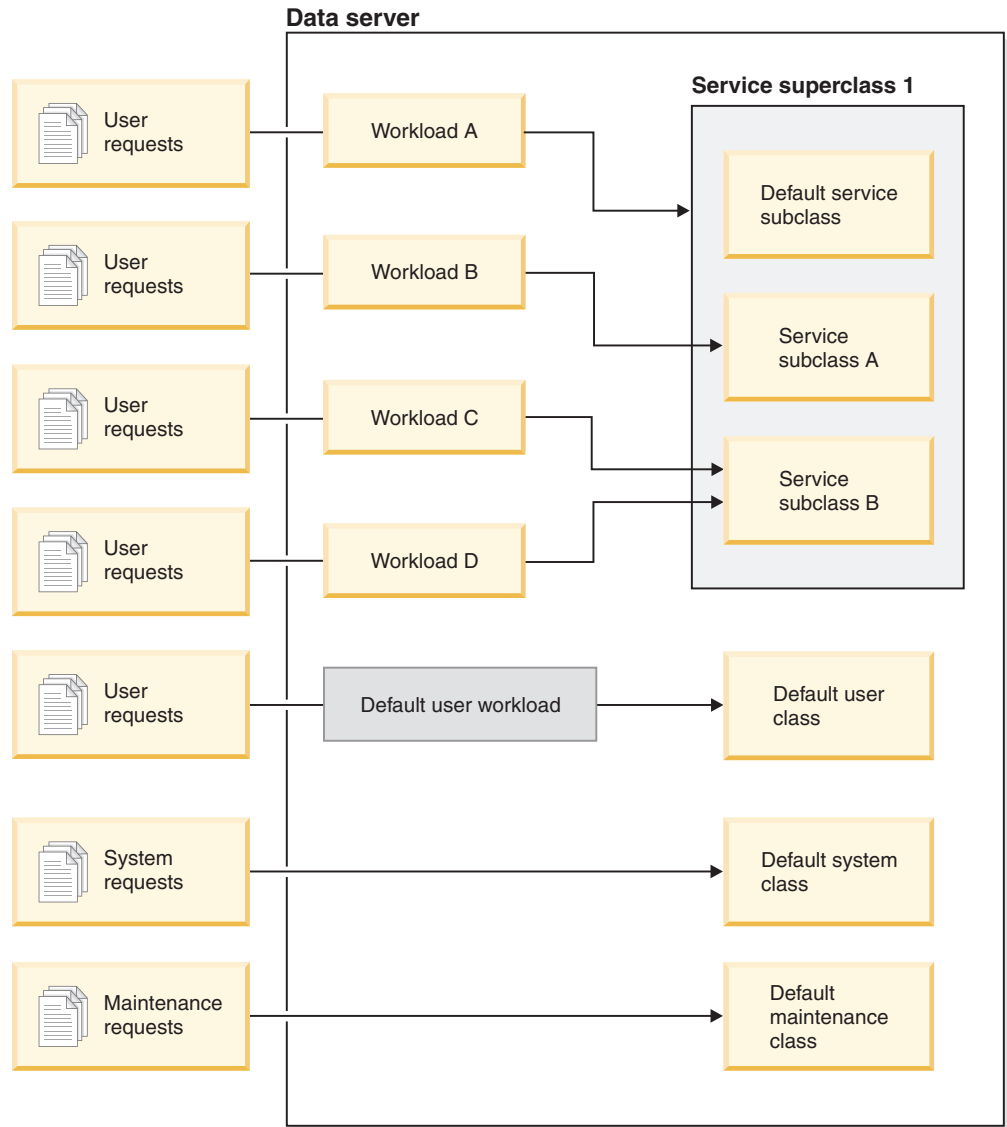 Data server
Service superclass 1
User
requests
Workload A
Default service
subclass
User
requests
Workload B
Service
subclass A
User
requests
Workload C
Service
subclass B
User
requests
Workload D
User
requests
Default user workload
Default user
class
System
requests
Default system
class
Maintenance
requests
Default
maintenance
class